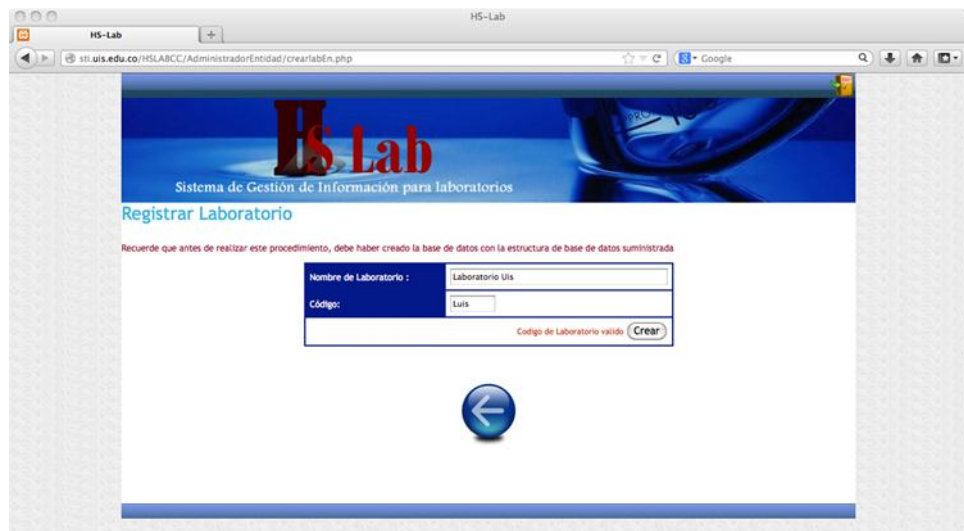 HS-Lab
HS-Lab
sti.uis.edu.co/HSLABCC/AdministradorEntidad/crearlabEn.php
Google
HS Lab
PRO
Sistema de Gestión de Información para laboratorios
Registrar Laboratorio
Recuerde que antes de realizar este procedimiento, debe haber creado la base de datos con la estructura de base de datos suministrada
Nombre de Laboratorio : Laboratorio Uis
Código: Luis
Codigo de Laboratorio valido Crear